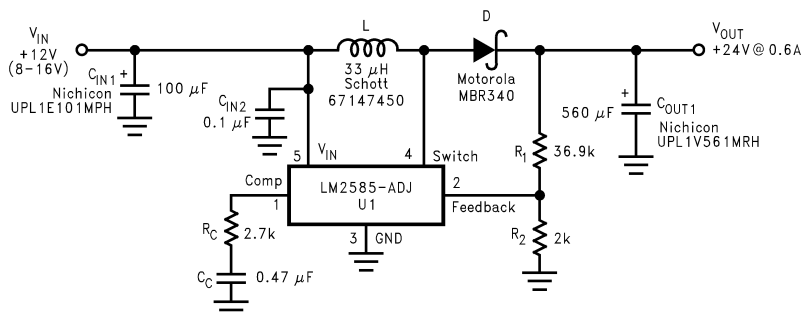 V_IN
+12V
(8-16V)
C_IN1 +
Nichicon
UPL1E101MPH
100 μF
C_IN2
0.1 μF
L
33 μH
Schott
67147450
D
Motorola
MBR340
V_OUT
+24V@0.6A
+
560 μF
C_OUT1
Nichicon
UPL1V561MRH
R_1
36.9k
5
V_IN
4
Switch
Comp
1
LM2585-ADJ
U1
2
Feedback
3
GND
R_C
2.7k
C_C
0.47 μF
R_2
2k